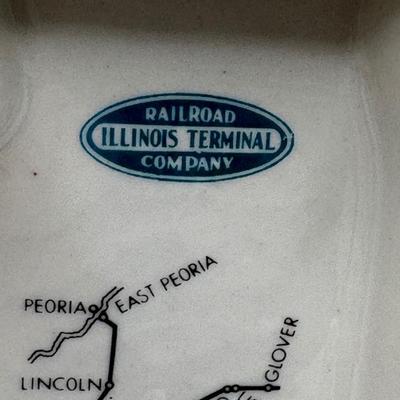 RAILROAD
ILLINOIS TERMINAL
COMPANY
PEORIA
EAST PEORIA
LINCOLN
GLOVER